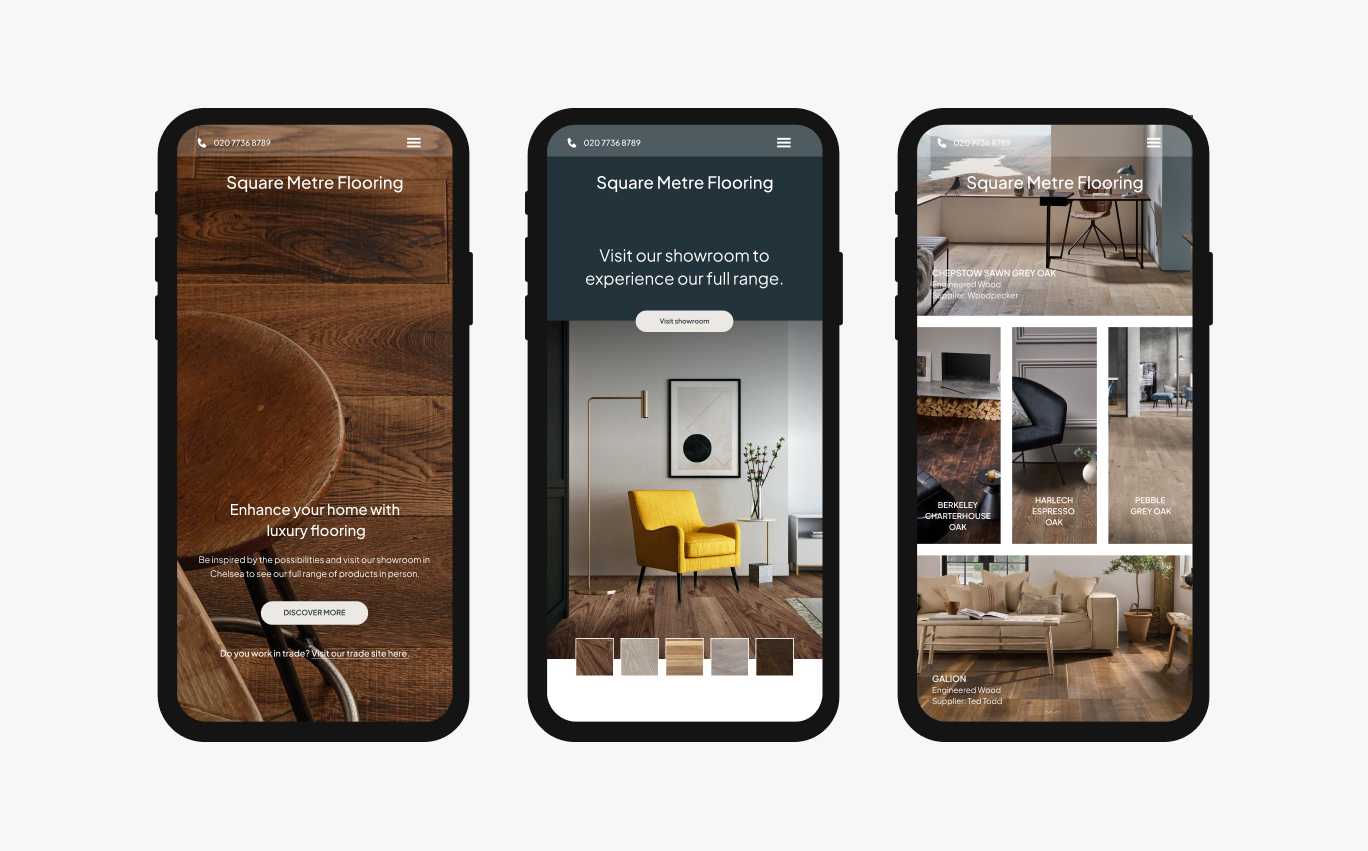 020 7736 8789
Square Metre Flooring
Enhance your home with
luxury flooring
Be inspired by the possibilities and visit our showroom in
Chelsea to see our full range of products in person.
DISCOVER MORE
Do you work in trade? Visit our trade site here.
020 7736 8789
Square Metre Flooring
Visit our showroom to
experience our full range.
Visit showroom
020 7736 8789
Square Metre Flooring
CHEPSTOW SAWN GREY OAK
Engineered Wood
Supplier: Woodpecker
BERKELEY
CHARTERHOUSE
OAK
HARLECH
ESPRESSO
OAK
PEBBLE
GREY OAK
GALION
Engineered Wood
Supplier: Ted Todd